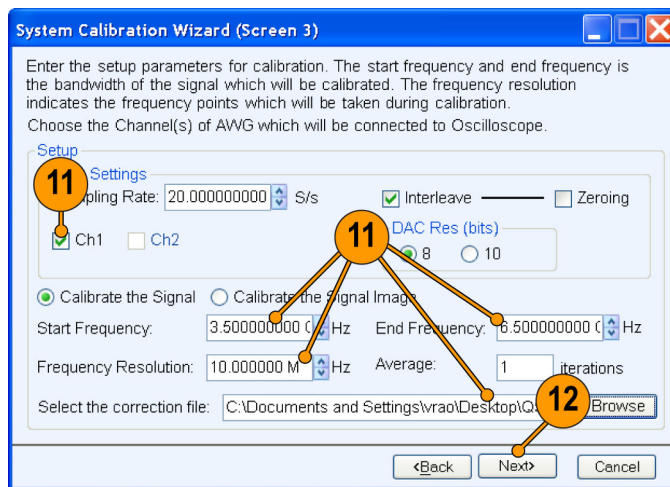 System Calibration Wizard (Screen 3)
Enter the setup parameters for calibration. The start frequency and end frequency is
the bandwidth of the signal which will be calibrated. The frequency resolution
indicates the frequency points which will be taken during calibration.
Choose the Channel(s) of AWG which will be connected to Oscilloscope.
Setup
Settings
11
pling Rate: 20.000000000 S/s Interleave Zeroing
Ch1 Ch2
11
DAC Res (bits)
8 10
Calibrate the Signal Calibrate the Signal Image
Start Frequency: 3.500000000 Hz End Frequency: 6.500000000 Hz
Frequency Resolution: 10.000000 M Hz Average: 1 iterations
Select the correction file: C:\Documents and Settings\vrao\Desktop\Q Browse
12
<Back Next> Cancel